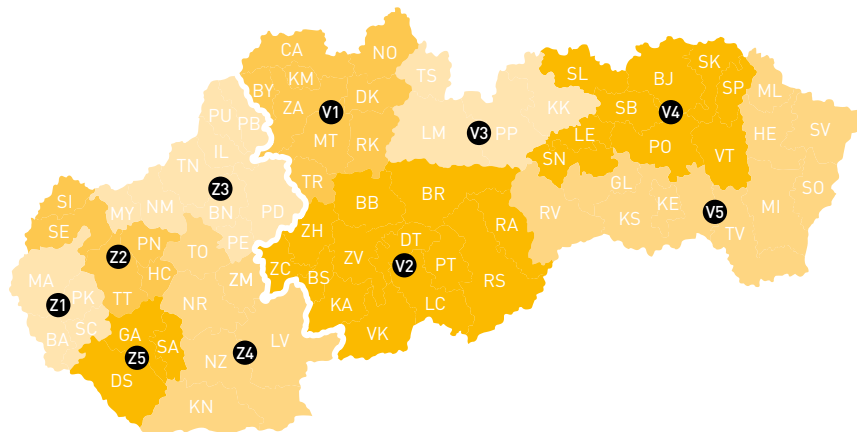 CA
NO
BY
KM
ZA
DK
V1
MT
RK
TR
TS
LM
V3
PP
KK
SL
BJ
SK
SP
SB
V4
LE
SN
PO
VT
ML
HE
SV
SO
MI
GL
RV
KS
KE
V5
TV
PU
PB
IL
TN
Z3
MY
NM
BN
PD
PE
SI
SE
PN
Z2
HC
TT
TO
ZM
NR
MA
PK
Z1
SC
BA
GA
SA
Z5
DS
LV
NZ
Z4
KN
BB
BR
ZH
RA
DT
ZV
V2
PT
ZC
BS
RS
KA
LC
VK